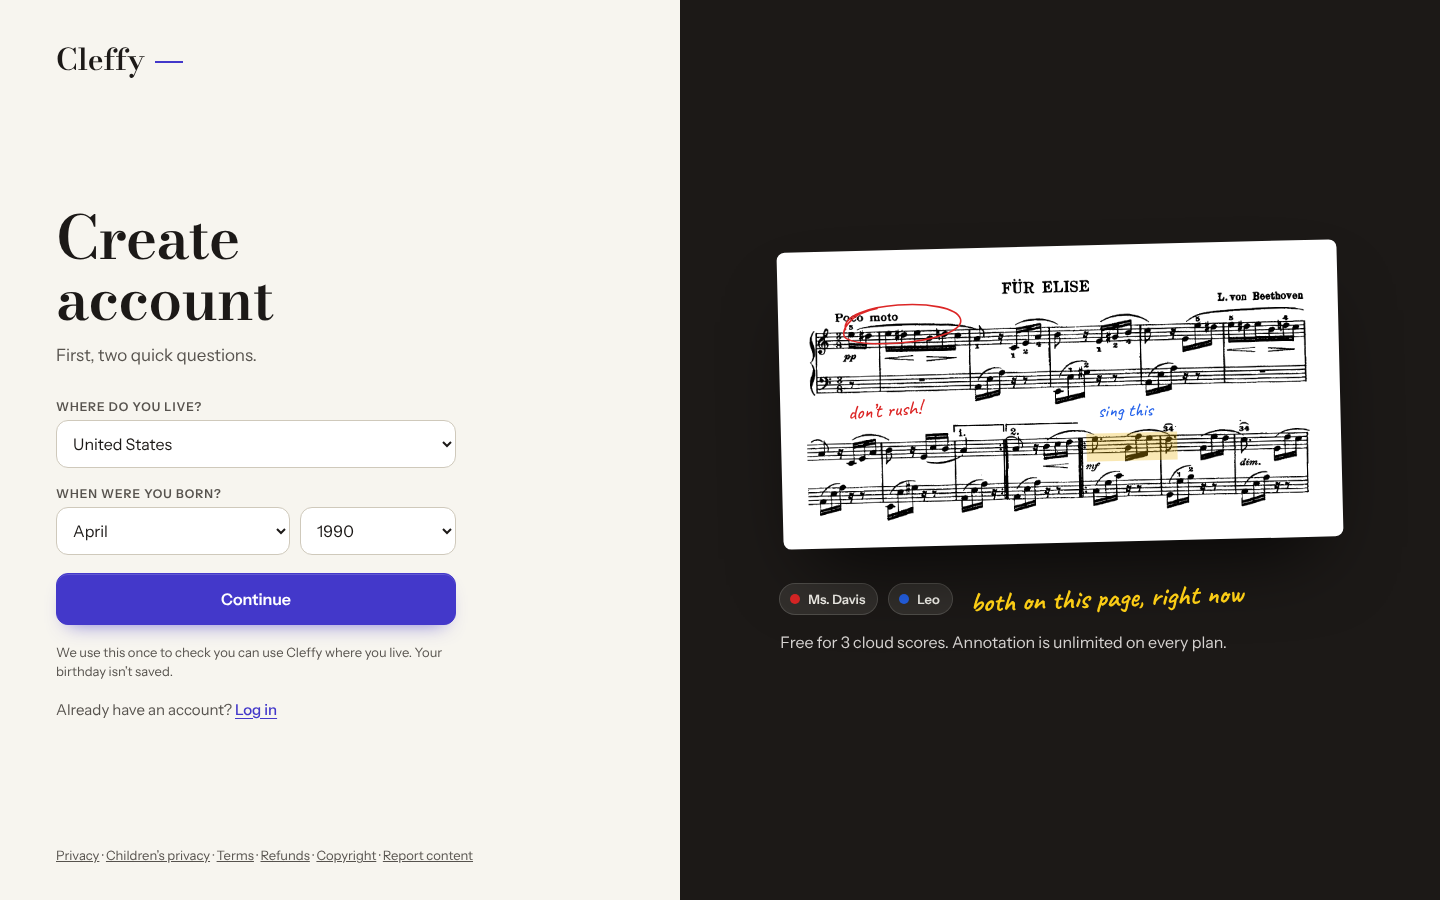 Cleffy
Create
account
First, two quick questions.
WHERE DO YOU LIVE?
United States
WHEN WERE YOU BORN?
April
1990
Continue
We use this once to check you can use Cleffy where you live. Your
birthday isn't saved.
Already have an account? Log in
Privacy · Children's privacy · Terms · Refunds · Copyright · Report content
FÜR ELISE
L. von Beethoven
Poco moto
pp
don't rush!
sing this
1.
2.
mf
dim.
Ms. Davis
Leo
both on this page, right now
Free for 3 cloud scores. Annotation is unlimited on every plan.